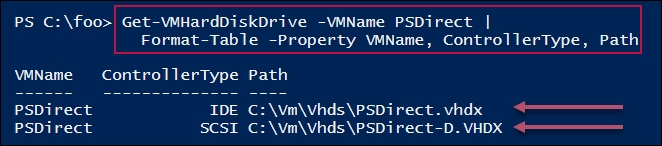 PS C:\foo> Get-VMHardDiskDrive -VMName PSDirect |
Format-Table -Property VMName, ControllerType, Path
VMName ControllerType Path
------ -------------- ----
PSDirect IDE C:\Vm\Vhds\PSDirect.vhdx
PSDirect SCSI C:\Vm\Vhds\PSDirect-D.VHDX